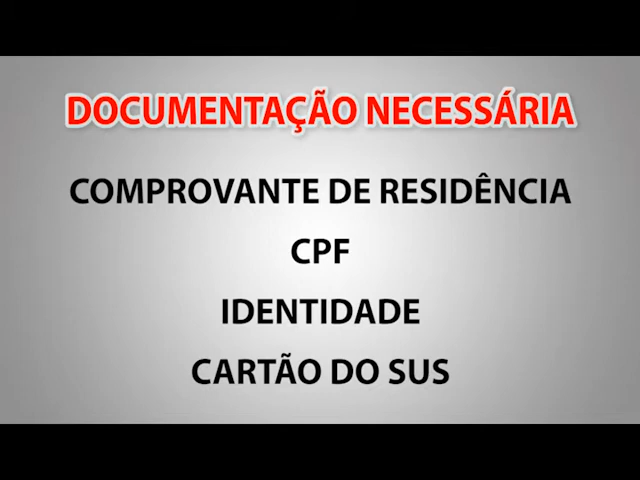 DOCUMENTAÇÃO NECESSÁRIA
COMPROVANTE DE RESIDÊNCIA
CPF
IDENTIDADE
CARTÃO DO SUS